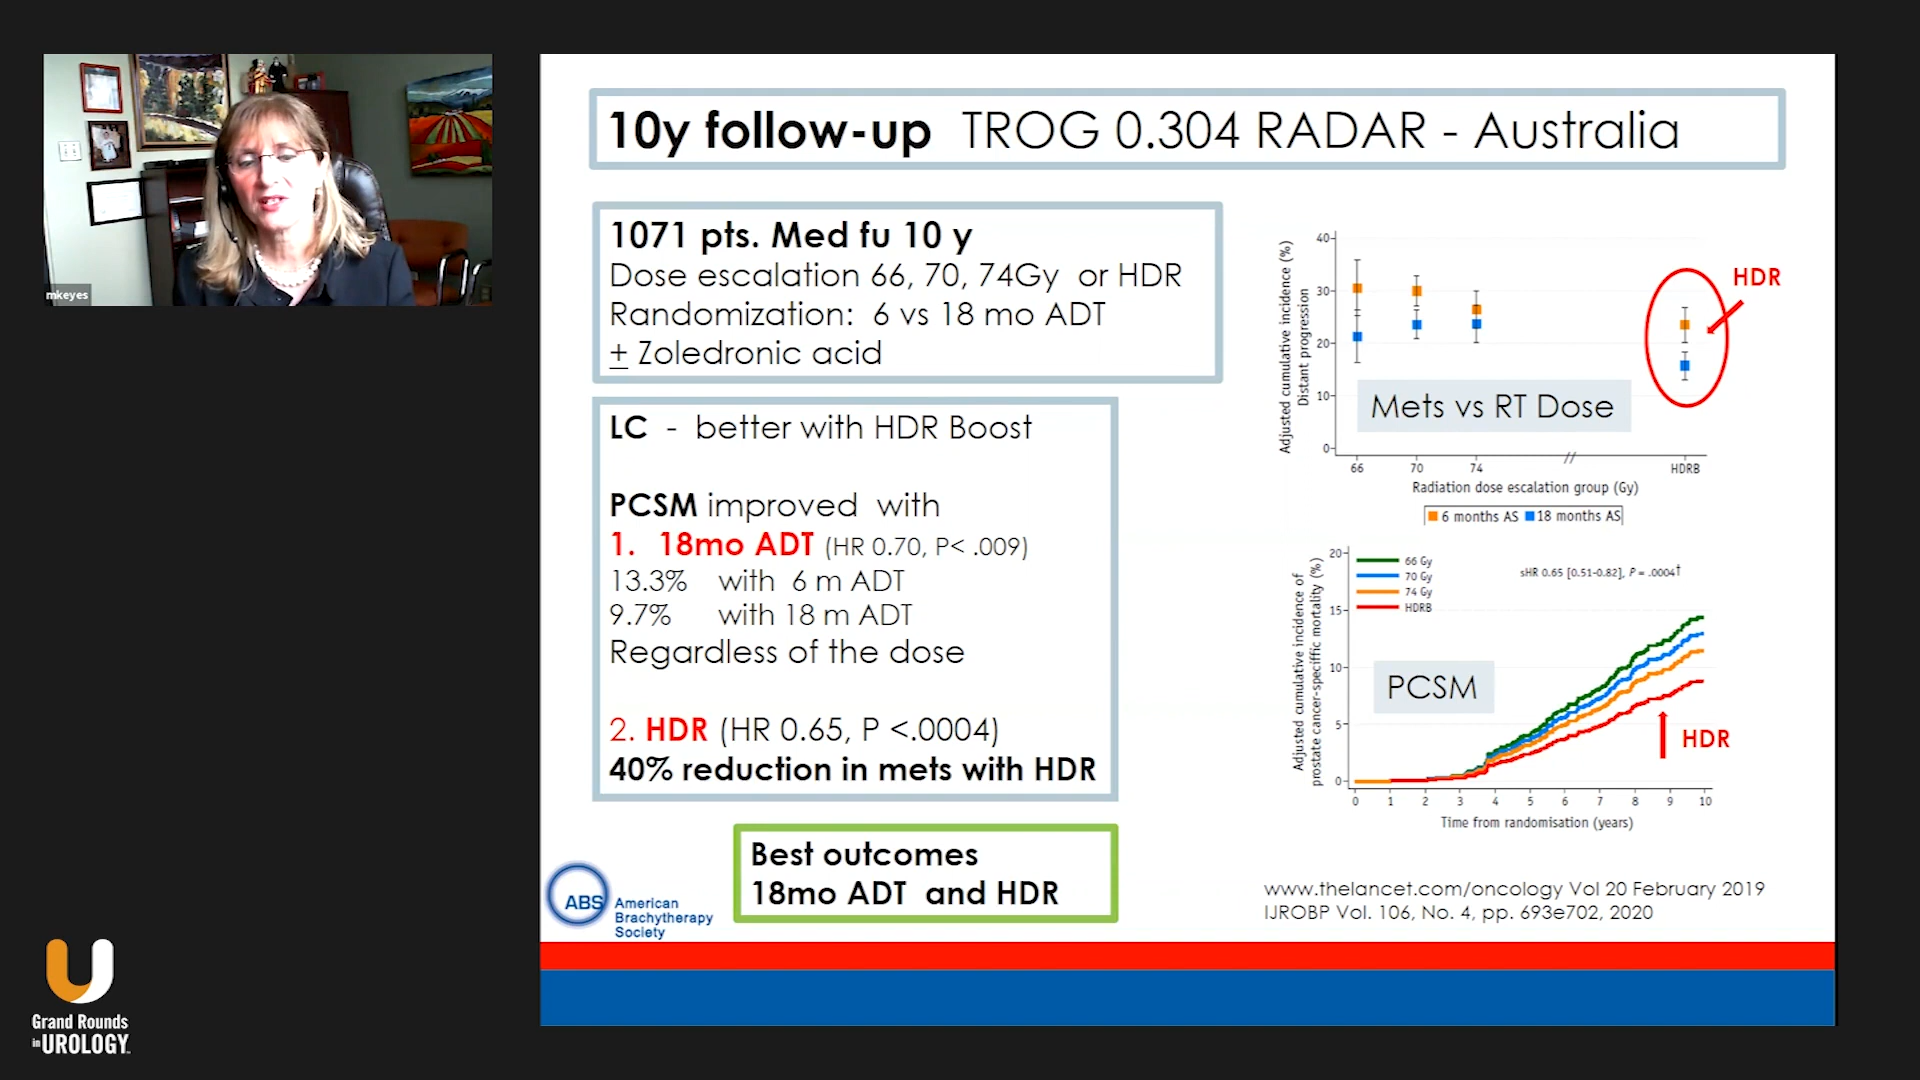 mkeyes
10y follow-up TROG 0.304 RADAR - Australia
1071 pts. Med fu 10 y
Dose escalation 66, 70, 74Gy or HDR
Randomization: 6 vs 18 mo ADT
± Zoledronic acid
LC - better with HDR Boost
PCSM improved with
1. 18mo ADT (HR 0.70, P< .009)
13.3% with 6 m ADT
9.7% with 18 m ADT
Regardless of the dose
2. HDR (HR 0.65, P <.0004)
40% reduction in mets with HDR
Best outcomes
18mo ADT and HDR
ABS American
Brachytherapy
Society
Adjusted cumulative incidence (%)
Distant progression
40
30
20
10
0
HDR
Mets vs RT Dose
66 70 74 // HDRB
Radiation dose escalation group (Gy)
6 months AS 18 months AS
Adjusted cumulative incidence of
prostate cancer-speciffic mortality (%)
20
15
10
5
0
66 Gy
70 Gy
74 Gy
HDRB
sHR 0.65 [0.51-0.82], P = .0004†
PCSM
HDR
0 1 2 3 4 5 6 7 8 9 10
Time from randomisation (years)
www.thelancet.com/oncology Vol 20 February 2019
IJROBP Vol. 106, No. 4, pp. 693e702, 2020
Grand Rounds
in UROLOGY